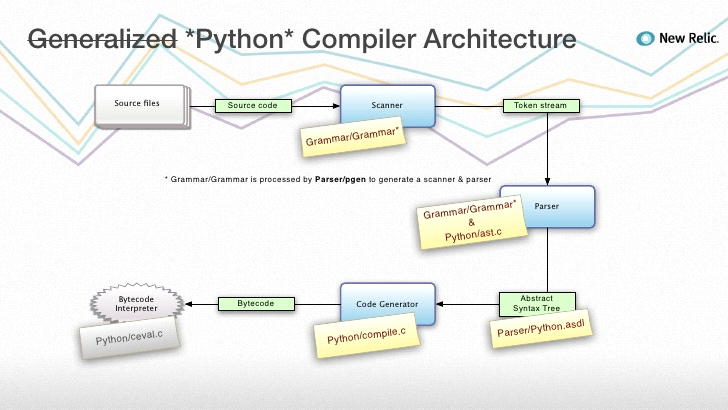 Generalized *Python* Compiler Architecture
New Relic.
Source files
Source code
Scanner
Token stream
Grammar/Grammar*
* Grammar/Grammar is processed by Parser/pgen to generate a scanner & parser
Parser
Grammar/Grammar*
&
Python/ast.c
Bytecode
Interpreter
Bytecode
Code Generator
Abstract
Syntax Tree
Python/ceval.c
Python/compile.c
Parser/Python.asdl